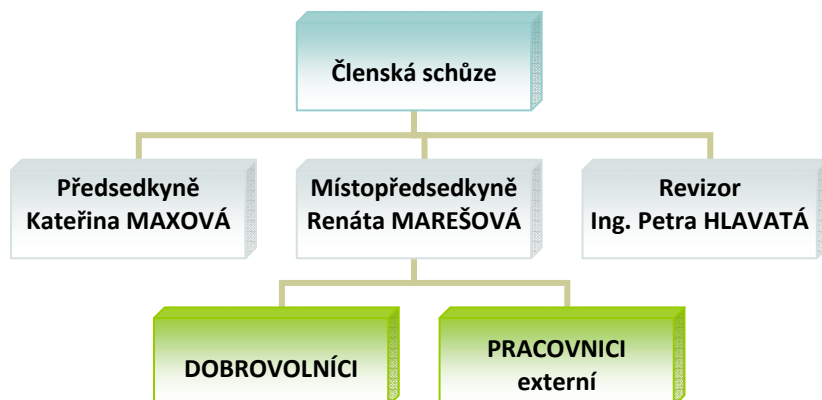 Členská schůze
Předsedkyně
Kateřina MAXOVÁ
Místopředsedkyně
Renáta MAREŠOVÁ
Revizor
Ing. Petra HLAVATÁ
DOBROVOLNÍCI
PRACOVNICI
externí